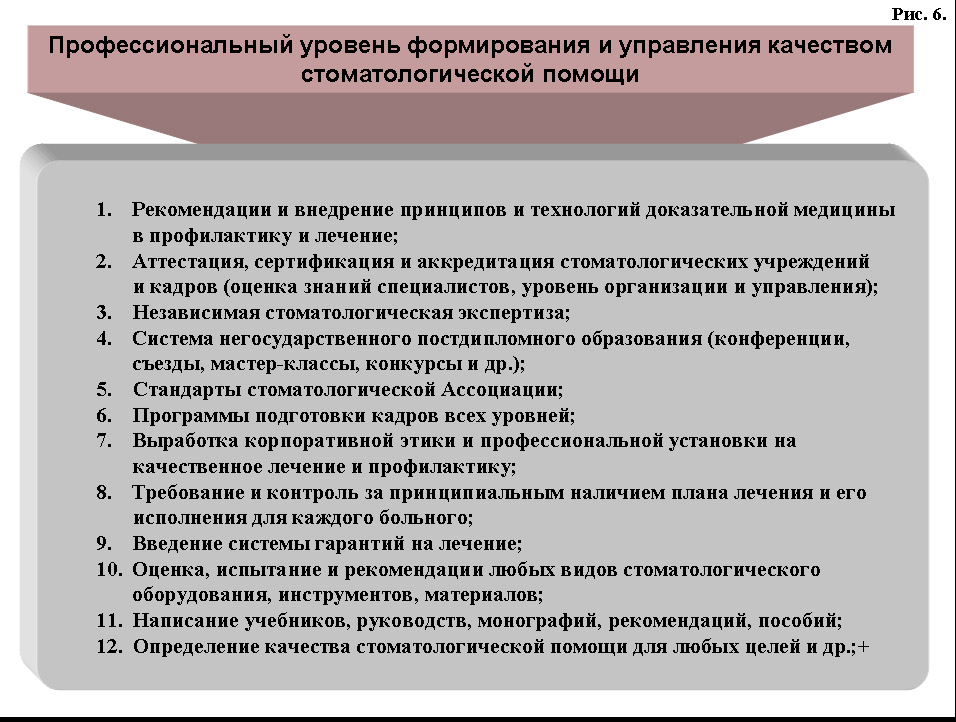 Рис. 6.
Профессиональный уровень формирования и управления качеством
стоматологической помощи
1. Рекомендации и внедрение принципов и технологий доказательной медицины
в профилактику и лечение;
2. Аттестация, сертификация и аккредитация стоматологических учреждений
и кадров (оценка знаний специалистов, уровень организации и управления);
3. Независимая стоматологическая экспертиза;
4. Система негосударственного постдипломного образования (конференции,
съезды, мастер-классы, конкурсы и др.);
5. Стандарты стоматологической Ассоциации;
6. Программы подготовки кадров всех уровней;
7. Выработка корпоративной этики и профессиональной установки на
качественное лечение и профилактику;
8. Требование и контроль за принципиальным наличием плана лечения и его
исполнения для каждого больного;
9. Введение системы гарантий на лечение;
10. Оценка, испытание и рекомендации любых видов стоматологического
оборудования, инструментов, материалов;
11. Написание учебников, руководств, монографий, рекомендаций, пособий;
12. Определение качества стоматологической помощи для любых целей и др.;+